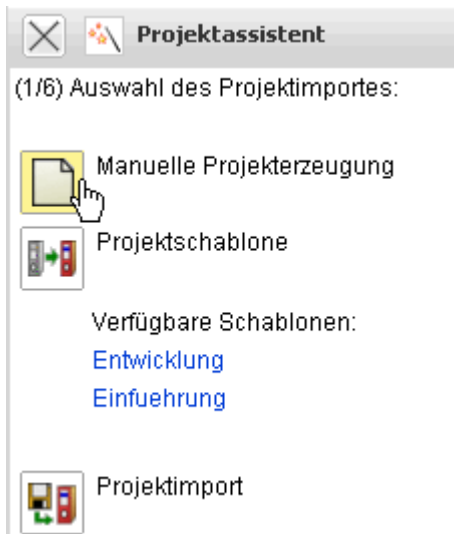 Projektassistent
(1/6) Auswahl des Projektimportes:
Manuelle Projekterzeugung
Projektschablone
Verfügbare Schablonen:
Entwicklung
Einfuehrung
Projektimport